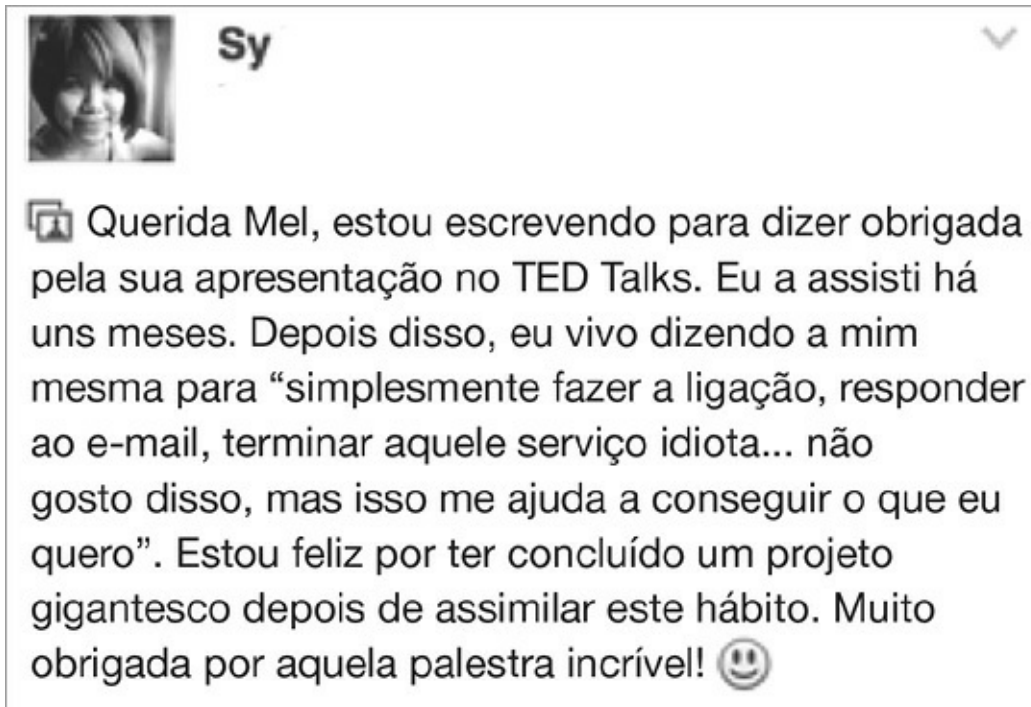 Sy
Querida Mel, estou escrevendo para dizer obrigada
pela sua apresentação no TED Talks. Eu a assisti há
uns meses. Depois disso, eu vivo dizendo a mim
mesma para “simplesmente fazer a ligação, responder
ao e-mail, terminar aquele serviço idiota... não
gosto disso, mas isso me ajuda a conseguir o que eu
quero”. Estou feliz por ter concluído um projeto
gigantesco depois de assimilar este hábito. Muito
obrigada por aquela palestra incrível!